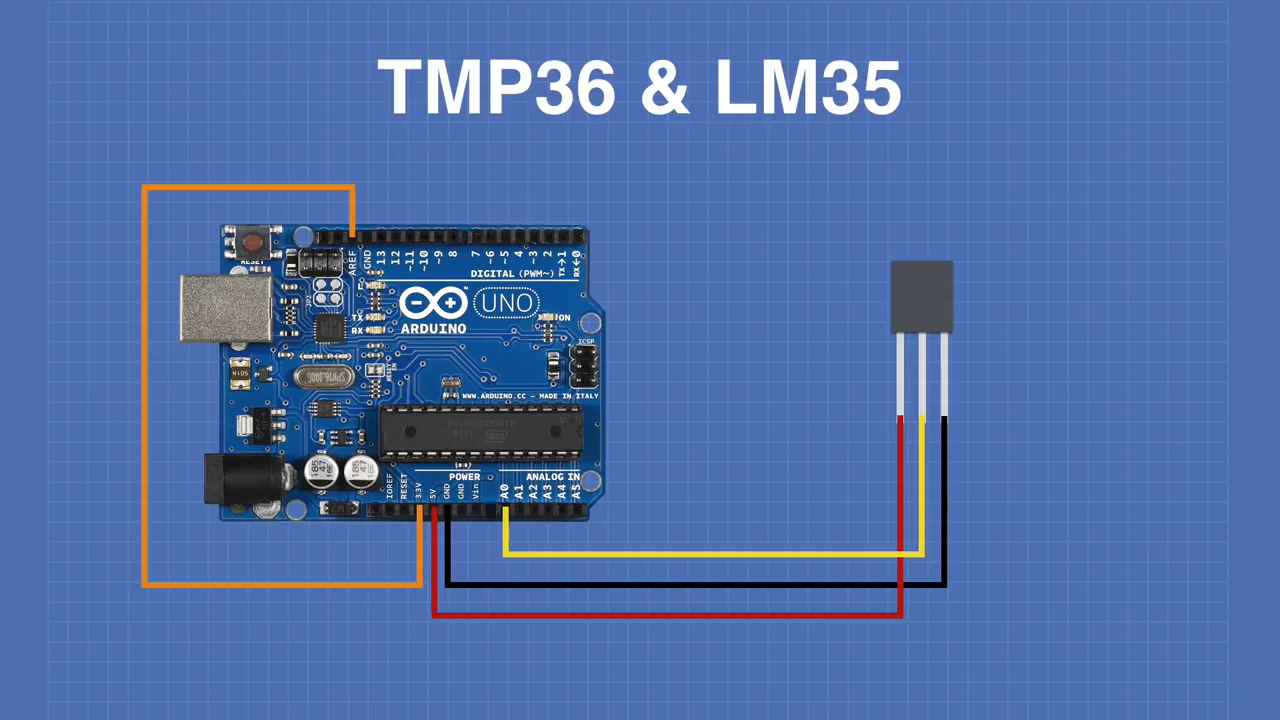 TMP36 & LM35
RESET
AREF
GND
13
12
~11
~10
~9
8
7
~6
~5
4
~3
2
TX→1
RX←0
DIGITAL (PWM~)
TX
RX
UNO
ON
ARDUINO
ICSP
RESET
WWW.ARDUINO.CC - MADE IN ITALY
POWER
ANALOG IN
IOREF
RESET
3.3V
5V
GND
GND
Vin
A0
A1
A2
A3
A4
A5